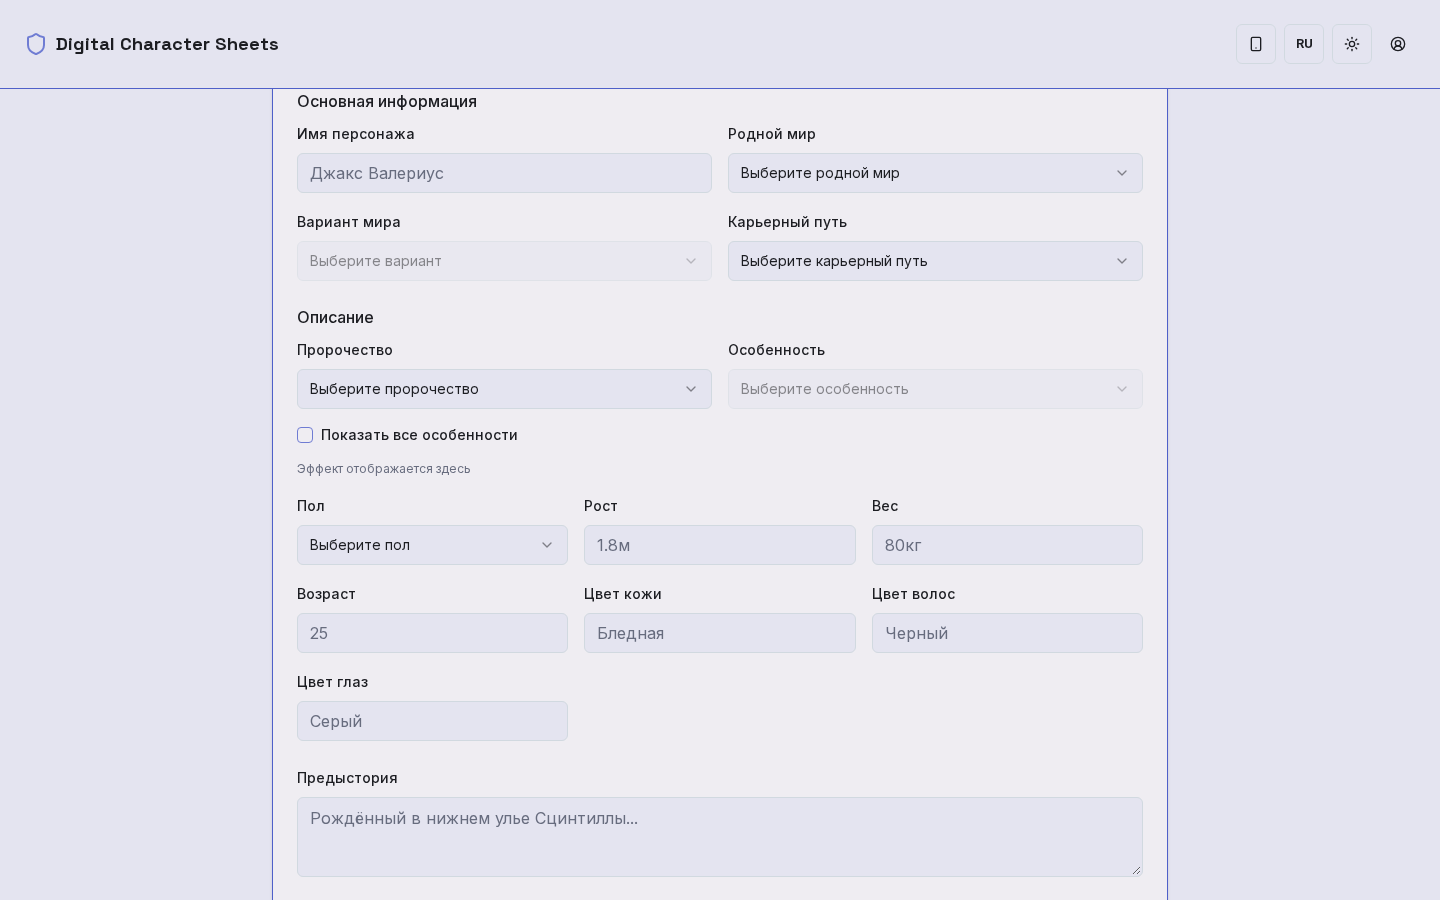 Digital Character Sheets
RU
Основная информация
Имя персонажа
Родной мир
Джакс Валериус
Выберите родной мир
Вариант мира
Карьерный путь
Выберите вариант
Выберите карьерный путь
Описание
Пророчество
Особенность
Выберите пророчество
Выберите особенность
Показать все особенности
Эффект отображается здесь
Пол
Рост
Вес
Выберите пол
1.8м
80кг
Возраст
Цвет кожи
Цвет волос
25
Бледная
Черный
Цвет глаз
Серый
Предыстория
Рождённый в нижнем улье Сцинтиллы...